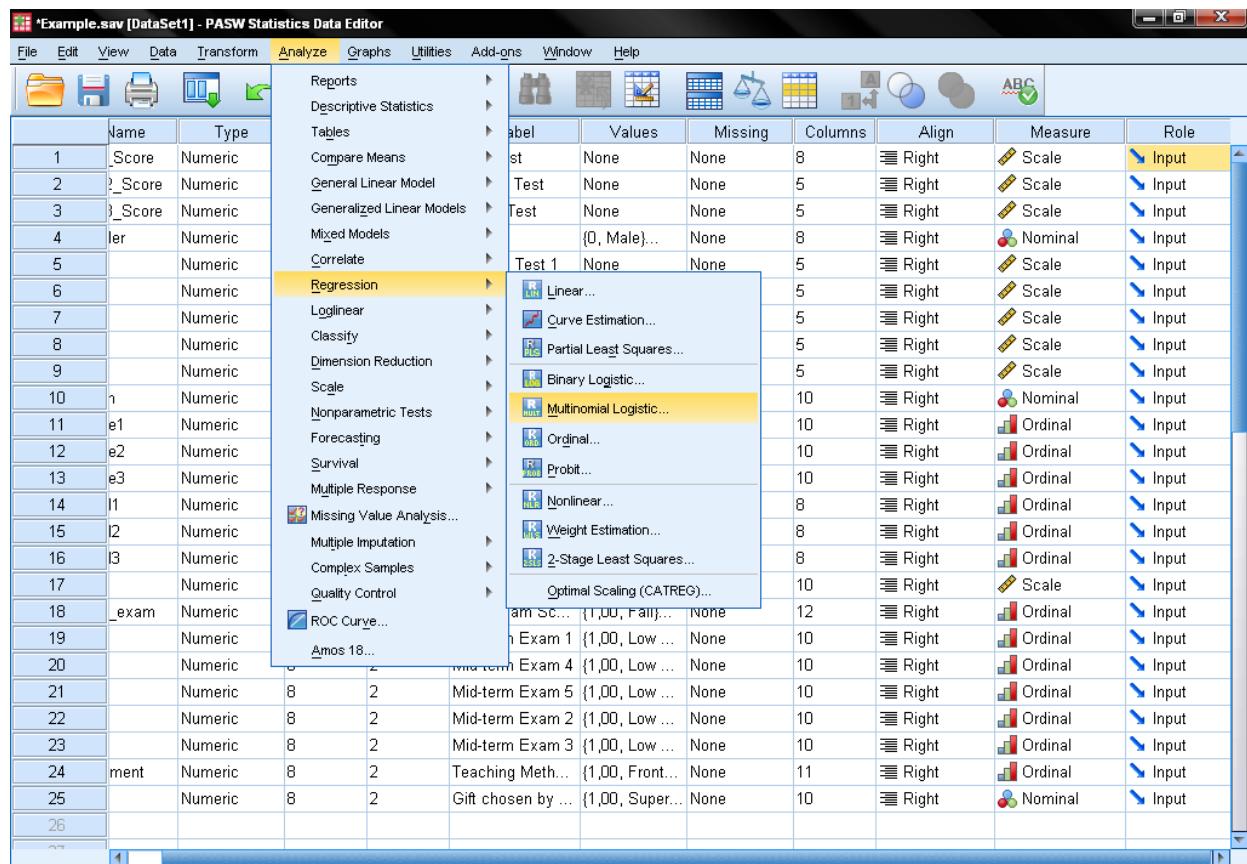 *Example.sav [DataSet1] - PASW Statistics Data Editor
File Edit View Data Transform Analyze Graphs Utilities Add-ons Window Help
Reports
Descriptive Statistics
Tables
Compare Means
General Linear Model
Generalized Linear Models
Mixed Models
Correlate
Regression
Loglinear
Classify
Dimension Reduction
Scale
Nonparametric Tests
Forecasting
Survival
Multiple Response
Missing Value Analysis...
Multiple Imputation
Complex Samples
Quality Control
ROC Curve...
Amos 18...
Linear...
Curve Estimation...
Partial Least Squares...
Binary Logistic...
Multinomial Logistic...
Ordinal...
Probit...
Nonlinear...
Weight Estimation...
2-Stage Least Squares...
Optimal Scaling (CATREG)...
Name Type abel Values Missing Columns Align Measure Role
1 _Score Numeric st None None 8 Right Scale Input
2 2_Score Numeric Test None None 5 Right Scale Input
3 3_Score Numeric Test None None 5 Right Scale Input
4 ler Numeric {0, Male}... None 8 Right Nominal Input
5 Numeric Test 1 None None 5 Right Scale Input
6 Numeric 5 Right Scale Input
7 Numeric 5 Right Scale Input
8 Numeric 5 Right Scale Input
9 Numeric 5 Right Scale Input
10 Numeric 10 Right Nominal Input
11 e1 Numeric 10 Right Ordinal Input
12 e2 Numeric 10 Right Ordinal Input
13 e3 Numeric 10 Right Ordinal Input
14 l1 Numeric 8 Right Ordinal Input
15 l2 Numeric 8 Right Ordinal Input
16 l3 Numeric 8 Right Ordinal Input
17 Numeric 10 Right Scale Input
18 _exam Numeric am Sc... {1,00, Fail}... None 12 Right Ordinal Input
19 Numeric Exam 1 {1,00, Low ... None 10 Right Ordinal Input
20 Numeric 8 2 Mid-term Exam 4 {1,00, Low ... None 10 Right Ordinal Input
21 Numeric 8 2 Mid-term Exam 5 {1,00, Low ... None 10 Right Ordinal Input
22 Numeric 8 2 Mid-term Exam 2 {1,00, Low ... None 10 Right Ordinal Input
23 Numeric 8 2 Mid-term Exam 3 {1,00, Low ... None 10 Right Ordinal Input
24 ment Numeric 8 2 Teaching Meth... {1,00, Front... None 11 Right Ordinal Input
25 Numeric 8 2 Gift chosen by ... {1,00, Super... None 10 Right Nominal Input
26